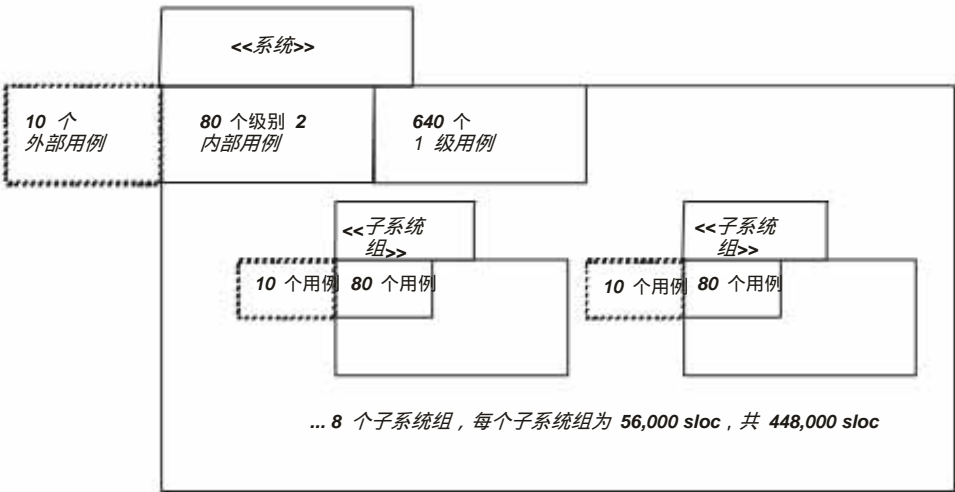 <<系统>>
10 个
外部用例
80 个级别 2
内部用例
640 个
1 级用例
<<子系统
组>>
10 个用例
80 个用例
<<子系统
组>>
10 个用例
80 个用例
... 8 个子系统组，每个子系统组为 56,000 sloc，共 448,000 sloc